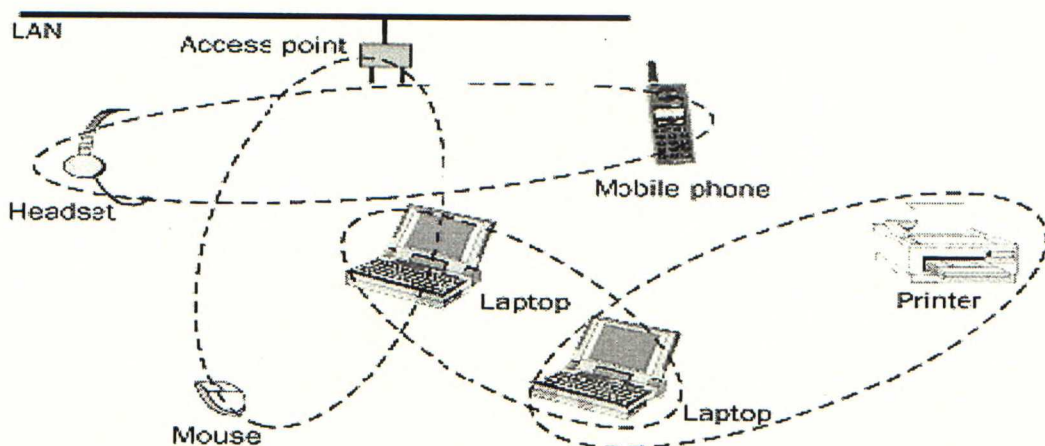 LAN
Access point
Headset
Mobile phone
Laptop
Printer
Laptop
Mouse